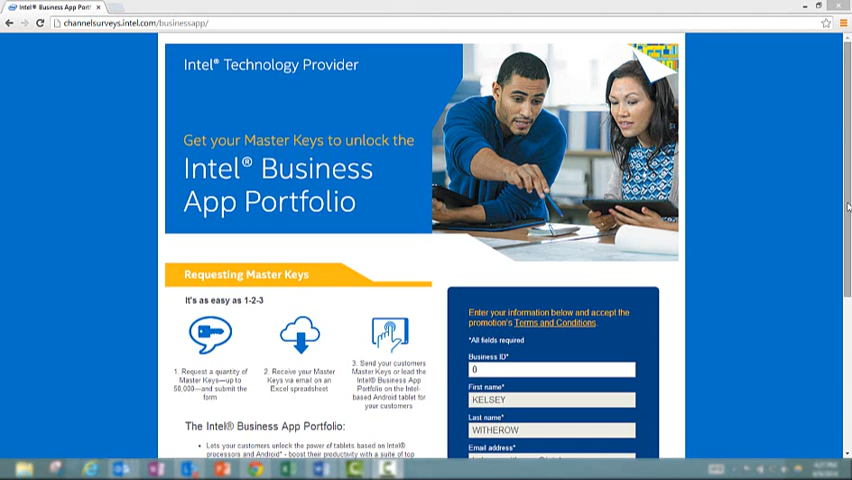 Intel® Business App Portf
channelsurveys.intel.com/businessapp/
Intel® Technology Provider
Get your Master Keys to unlock the
Intel® Business
App Portfolio
Requesting Master Keys
It's as easy as 1-2-3
1. Request a quantity of
Master Keys—up to
50,000—and submit the
form
2. Receive your Master
Keys via email on an
Excel spreadsheet
3. Send your customers
Master Keys or lead the
Intel® Business App
Portfolio on the Intel-
based Android tablet for
your customers
The Intel® Business App Portfolio:
• Lets your customers unlock the power of tablets based on Intel®
processors and Android* - boost their productivity with a suite of top
Enter your information below and accept the
promotion's Terms and Conditions.
*All fields required
Business ID*
0
First name*
KELSEY
Last name*
WITHEROW
Email address*
4:27 PM